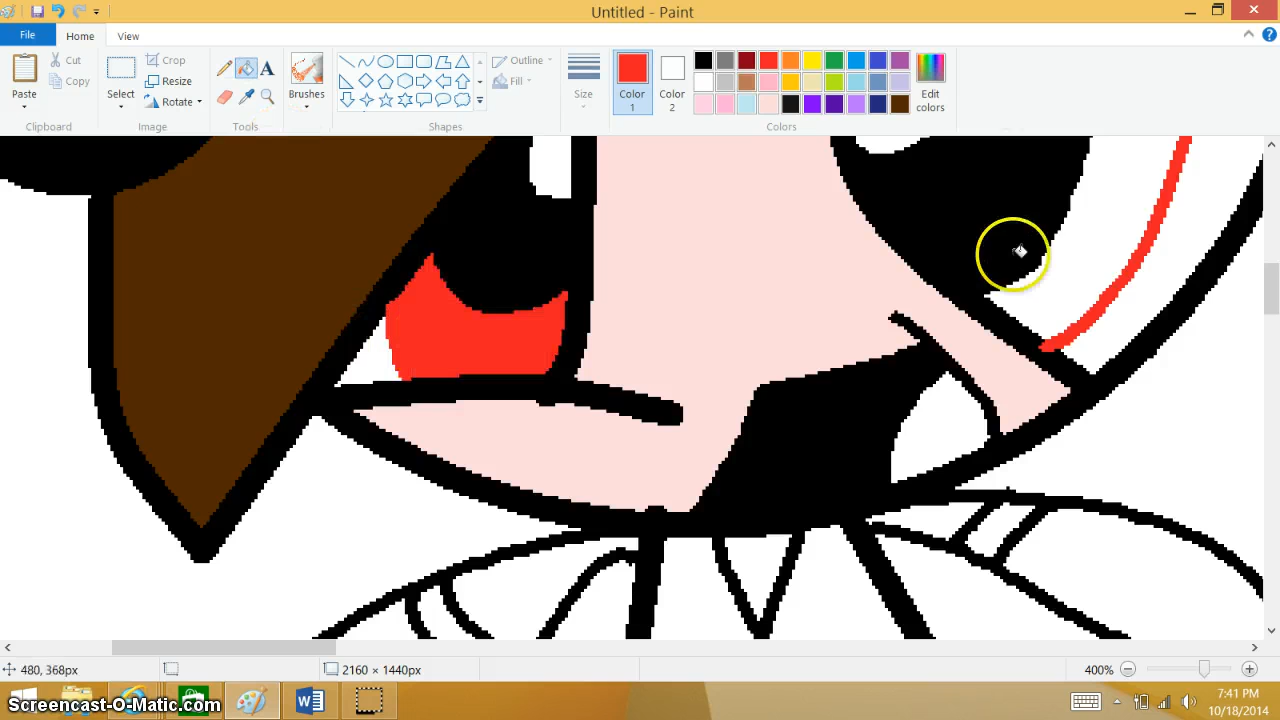 Untitled - Paint
File
Home
View
Paste
Cut
Copy
Clipboard
Select
Crop
Resize
Rotate
Image
A
Tools
Brushes
Outline
Fill
Shapes
Size
Color 1
Color 2
Edit colors
Colors
480, 368px
2160 × 1440px
400%
Screencast-O-Matic.com
7:41 PM
10/18/2014